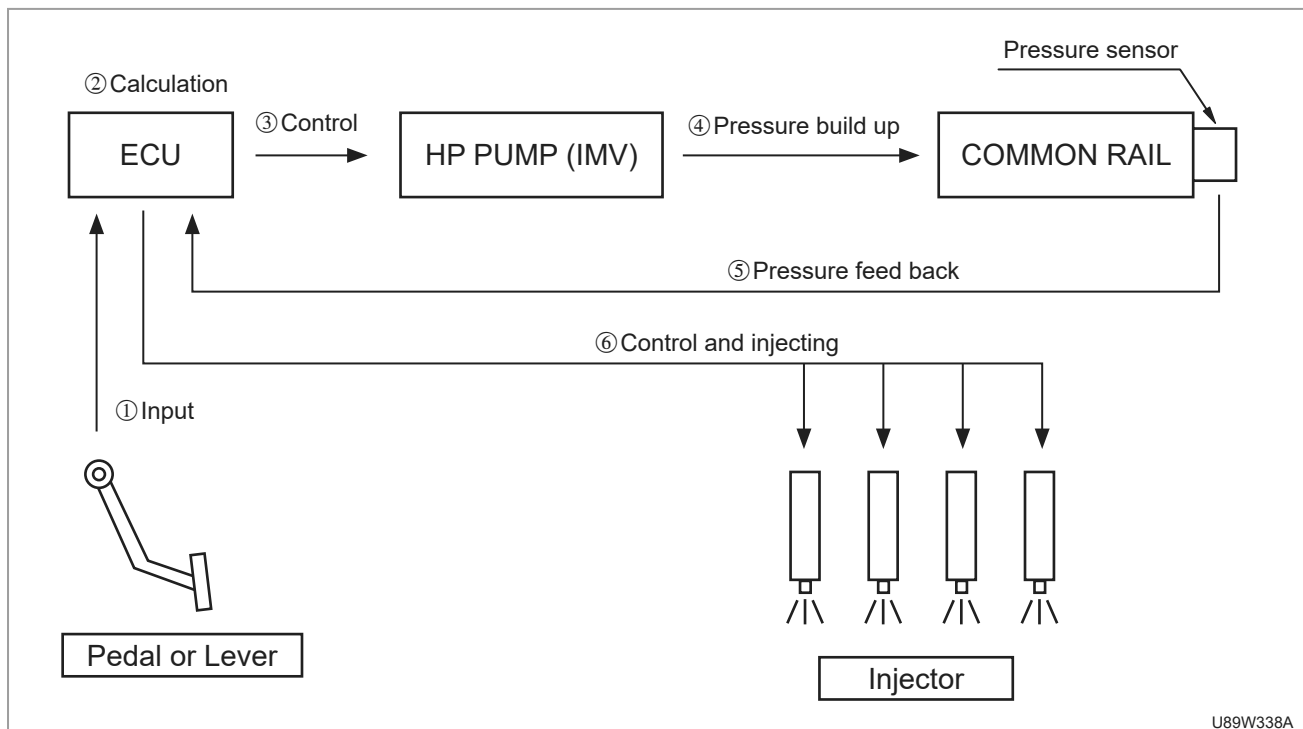 Pressure sensor
②Calculation
ECU
③Control
HP PUMP (IMV)
④Pressure build up
COMMON RAIL
⑤Pressure feed back
⑥Control and injecting
①Input
Pedal or Lever
Injector
U89W338A